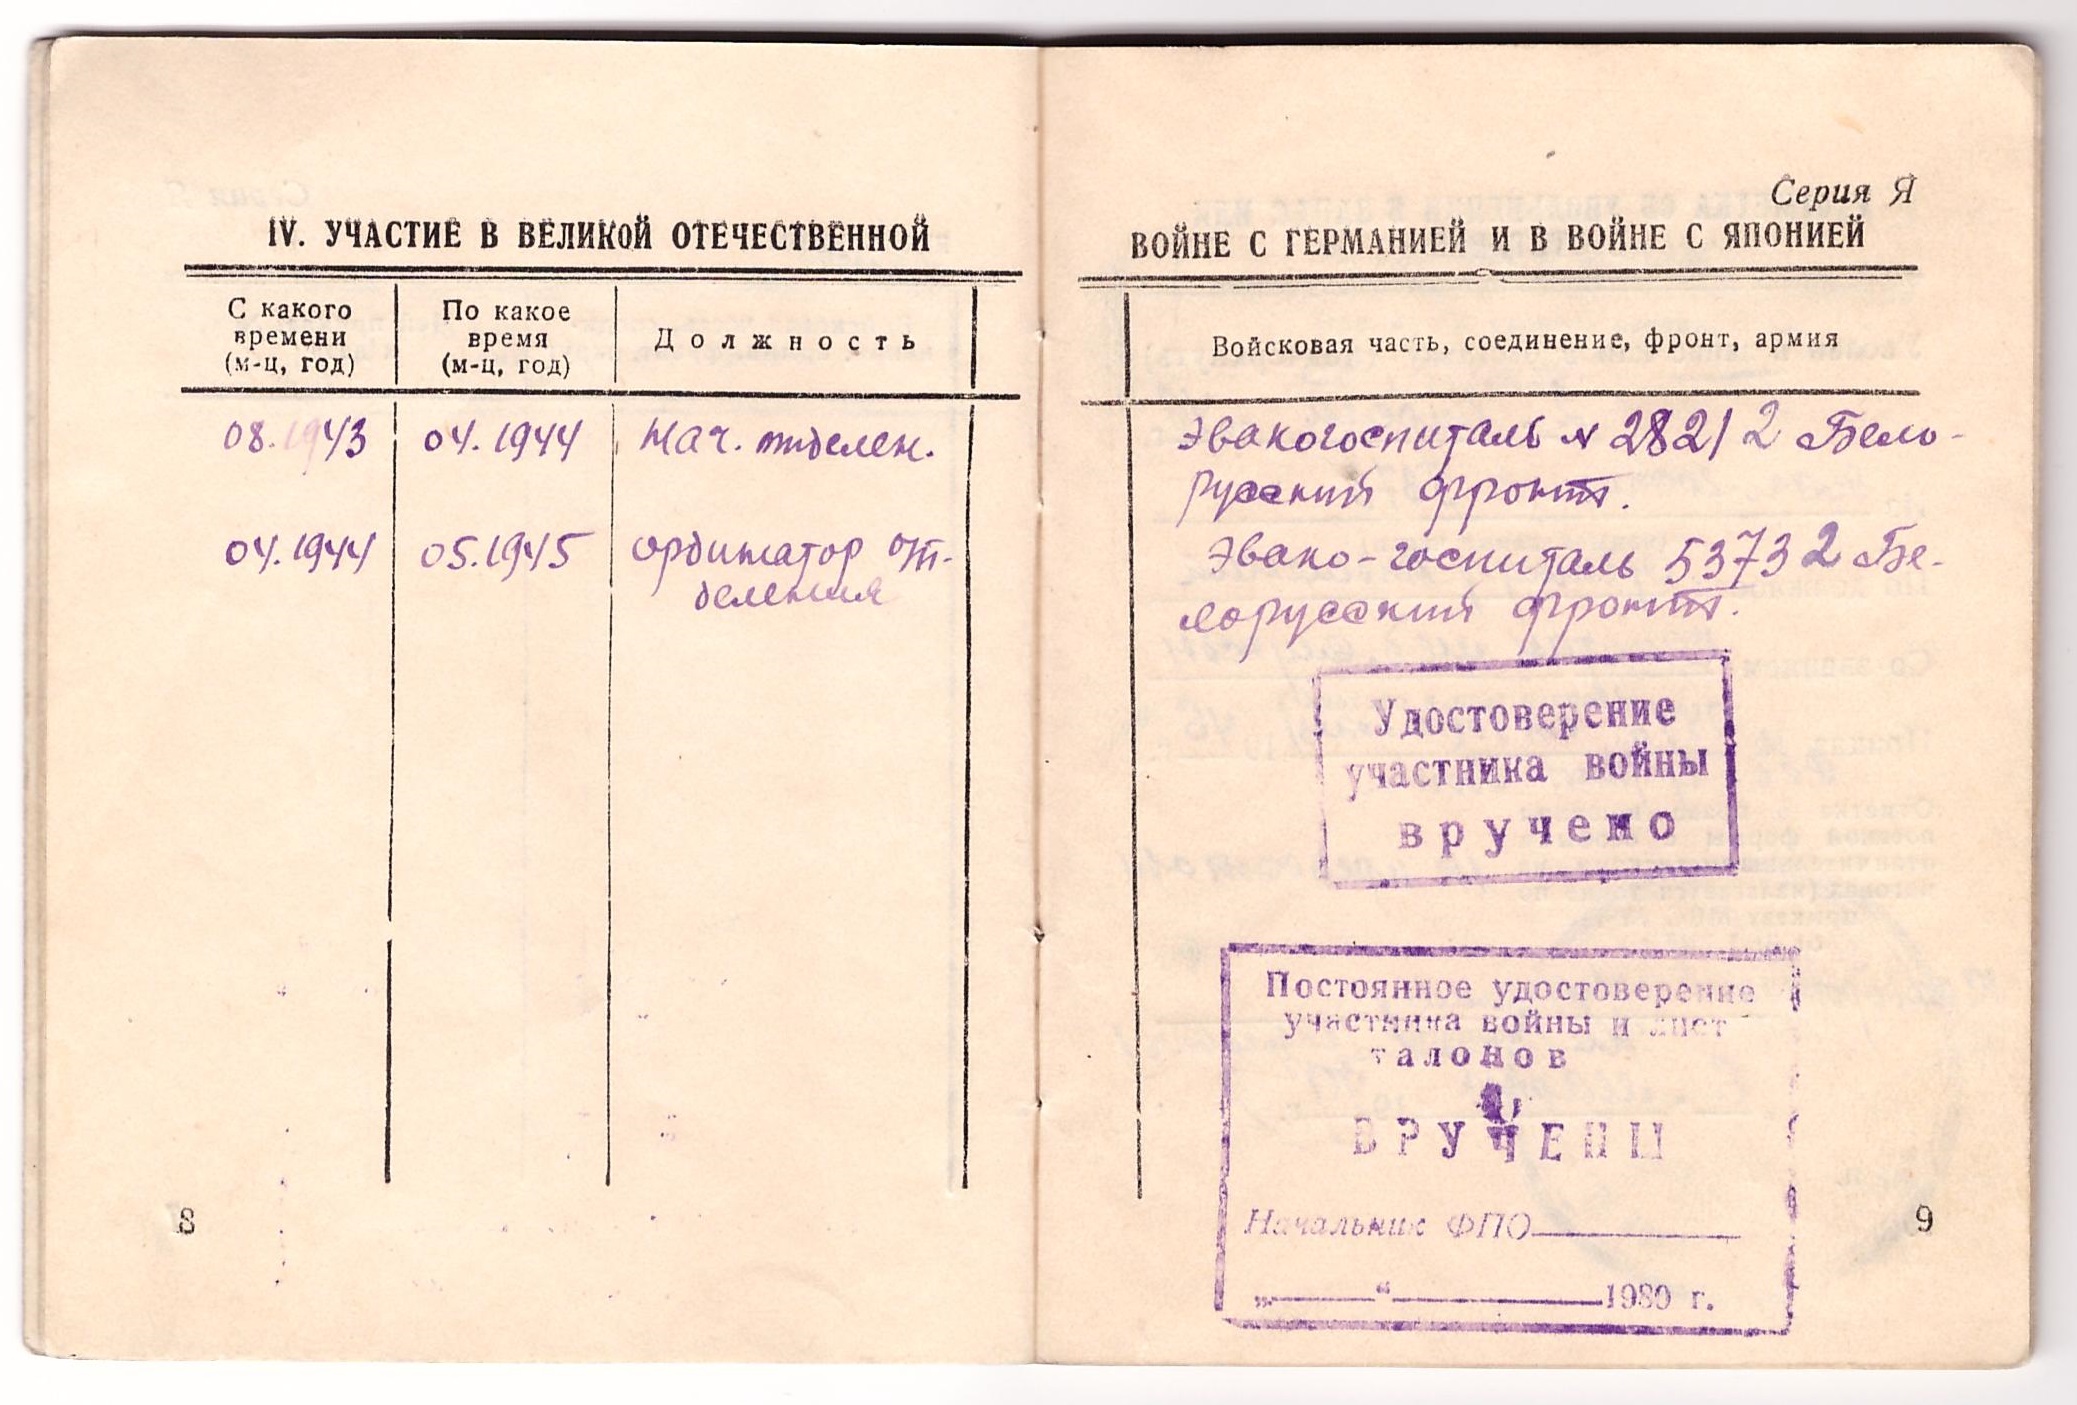 IV. УЧАСТИЕ В ВЕЛИКОЙ ОТЕЧЕСТВЕННОЙ
С какого
времени
(м-ц, год)
По какое
время
(м-ц, год)
Должность
08.1943 04.1944 Нач. отделен.
04.1944 05.1945 ординатор от-
деления
8
Серия Я
ВОЙНЕ С ГЕРМАНИЕЙ И В ВОЙНЕ С ЯПОНИЕЙ
Войсковая часть, соединение, фронт, армия
Эвакогоспиталь № 2821 2 Бело-
русский фронт.
Эвако-госпиталь 5373 2 Бе-
лорусский фронт.
Удостоверение
участника войны
вручено
Постоянное удостоверение
участника войны и лист
талонов
ВРУЧЕНЫ
Начальник ФПО
„ “ 1980 г.
9